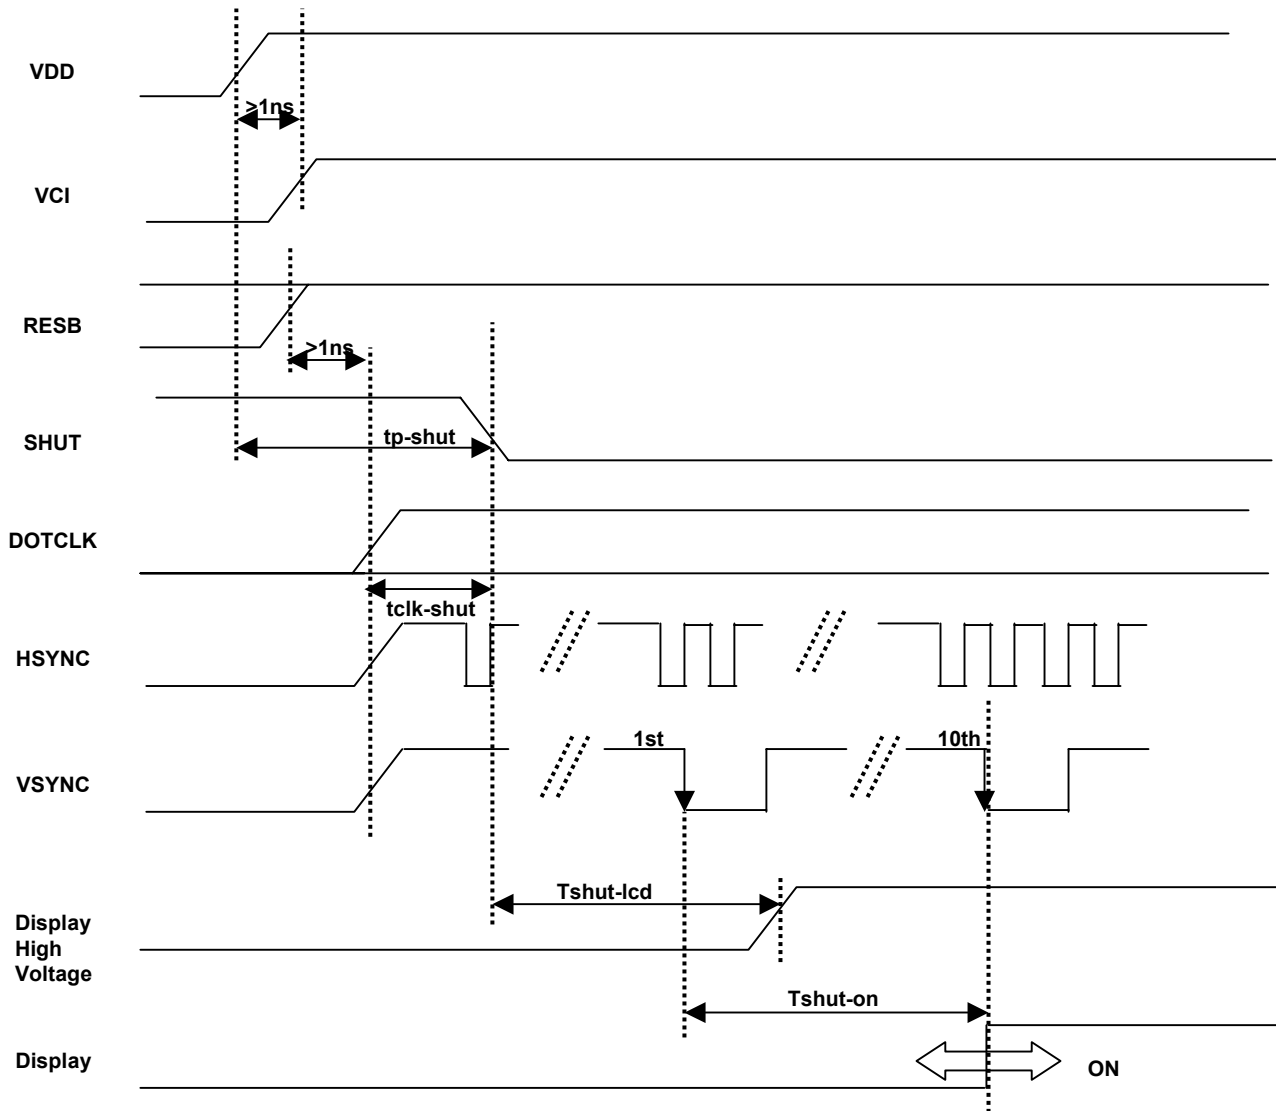 VDD
>1ns
VCI
RESB
>1ns
SHUT
tp-shut
DOTCLK
tclk-shut
HSYNC
1st
10th
VSYNC
Tshut-lcd
Display
High
Voltage
Tshut-on
Display
ON